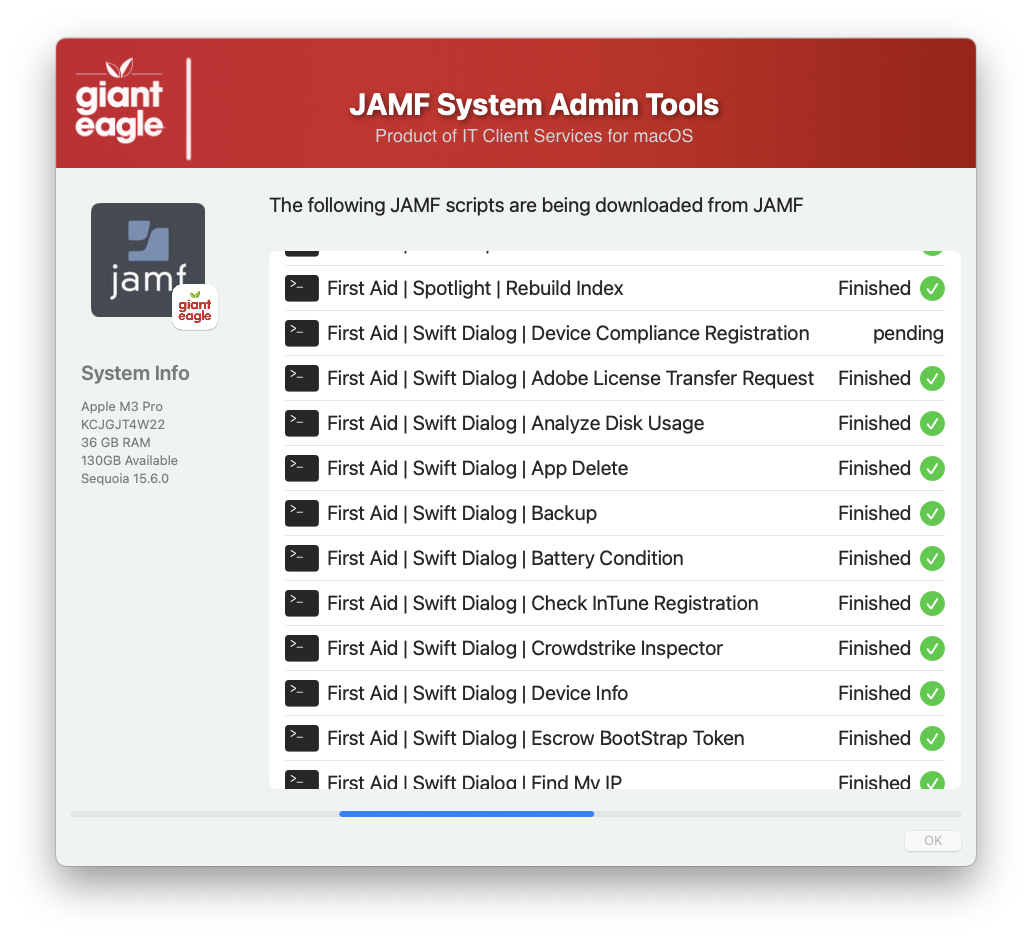 giant
eagle
JAMF System Admin Tools
Product of IT Client Services for macOS
The following JAMF scripts are being downloaded from JAMF
jamf
giant
eagle
System Info
Apple M3 Pro
KCJGJT4W22
36 GB RAM
130GB Available
Sequoia 15.6.0
>_ First Aid | Spotlight | Rebuild Index Finished
>_ First Aid | Swift Dialog | Device Compliance Registration pending
>_ First Aid | Swift Dialog | Adobe License Transfer Request Finished
>_ First Aid | Swift Dialog | Analyze Disk Usage Finished
>_ First Aid | Swift Dialog | App Delete Finished
>_ First Aid | Swift Dialog | Backup Finished
>_ First Aid | Swift Dialog | Battery Condition Finished
>_ First Aid | Swift Dialog | Check InTune Registration Finished
>_ First Aid | Swift Dialog | Crowdstrike Inspector Finished
>_ First Aid | Swift Dialog | Device Info Finished
>_ First Aid | Swift Dialog | Escrow BootStrap Token Finished
>_ First Aid | Swift Dialog | Find My IP Finished
OK